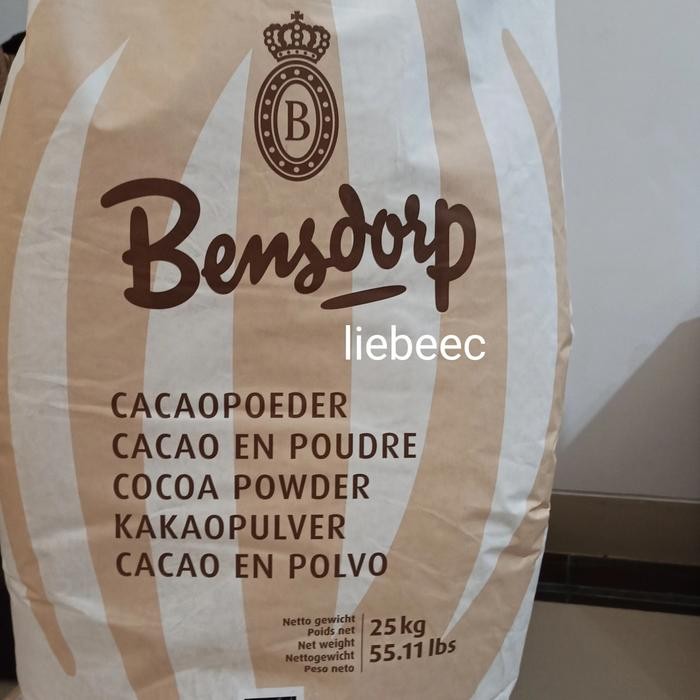 B
Bensdorp
liebeec
CACAOPOEDER
CACAO EN POUDRE
COCOA POWDER
KAKAOPULVER
CACAO EN POLVO
Netto gewicht
Poids net
Net weight
Nettogewicht
Peso neto
25 kg
55.11 lbs